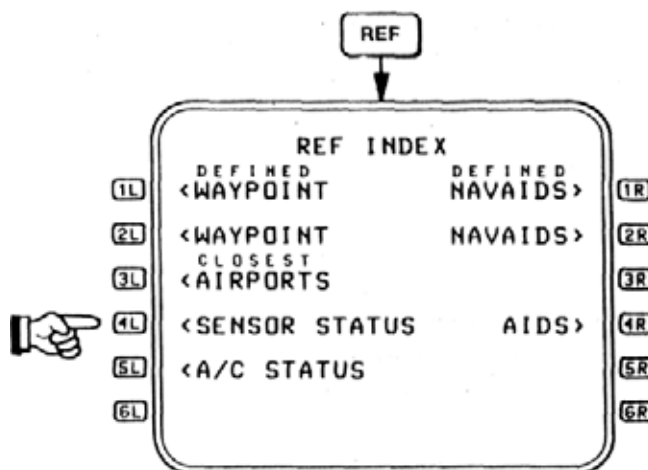 REF
REF INDEX
DEFINED DEFINED
1L <WAYPOINT NAVAIDS> 1R
2L <WAYPOINT NAVAIDS> 2R
CLOSEST
3L <AIRPORTS 3R
4L <SENSOR STATUS AIDS> 4R
5L <A/C STATUS 5R
6L 6R